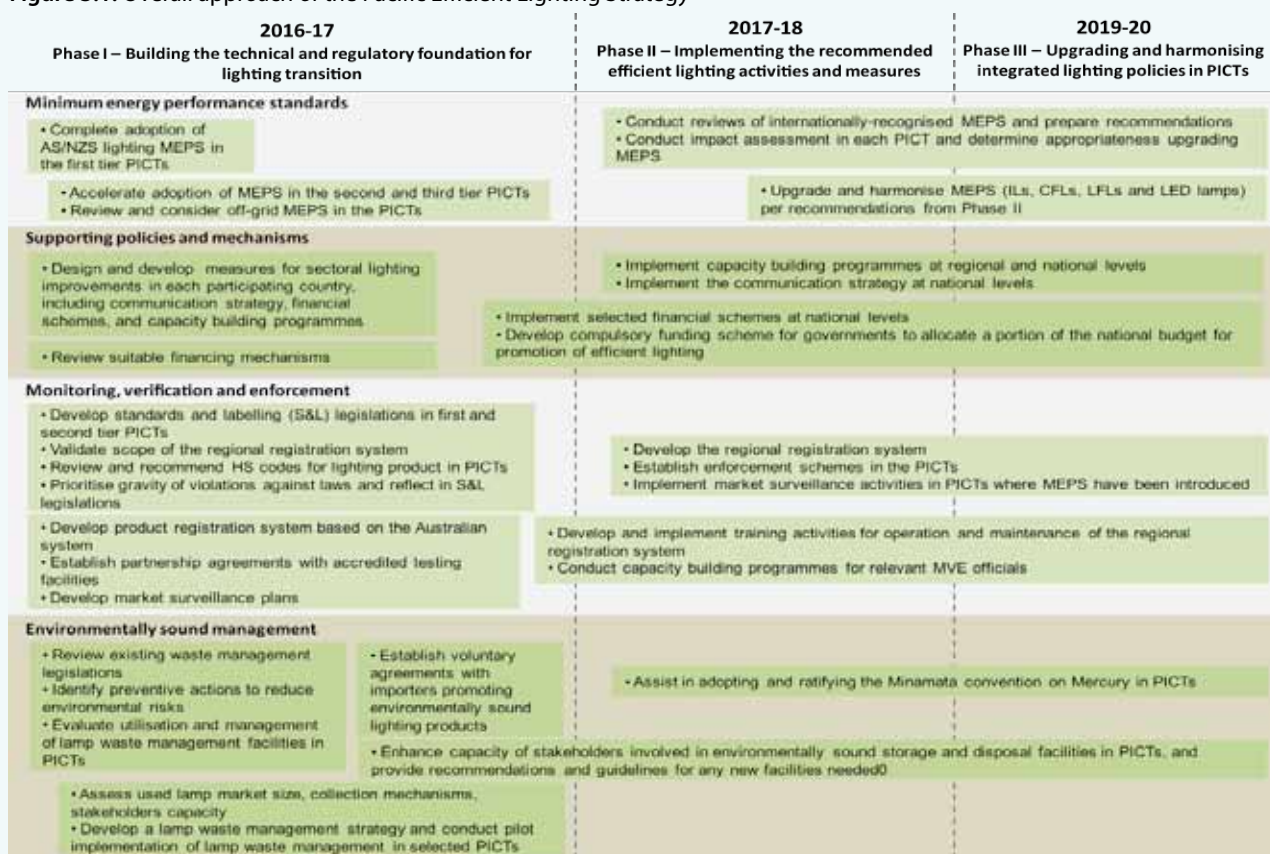 Overall approach of the Pacific Efficient Lighting Strategy
2016-17
Phase I – Building the technical and regulatory foundation for
lighting transition
2017-18
Phase II – Implementing the recommended
efficient lighting activities and measures
2019-20
Phase III – Upgrading and harmonising
integrated lighting policies in PICTs
Minimum energy performance standards
• Complete adoption of
AS/NZS lighting MEPS in
the first tier PICTs
• Accelerate adoption of MEPS in the second and third tier PICTs
• Review and consider off-grid MEPS in the PICTs
• Conduct reviews of internationally-recognised MEPS and prepare recommendations
• Conduct impact assessment in each PICT and determine appropriateness upgrading
MEPS
• Upgrade and harmonise MEPS (ILs, CFLs, LFLs and LED lamps)
per recommendations from Phase II
Supporting policies and mechanisms
• Design and develop measures for sectoral lighting
improvements in each participating country,
including communication strategy, financial
schemes, and capacity building programmes
• Review suitable financing mechanisms
• Implement capacity building programmes at regional and national levels
• Implement the communication strategy at national levels
• Implement selected financial schemes at national levels
• Develop compulsory funding scheme for governments to allocate a portion of the national budget for
promotion of efficient lighting
Monitoring, verification and enforcement
• Develop standards and labelling (S&L) legislations in first and
second tier PICTs
• Validate scope of the regional registration system
• Review and recommend HS codes for lighting product in PICTs
• Prioritise gravity of violations against laws and reflect in S&L
legislations
• Develop product registration system based on the Australian
system
• Establish partnership agreements with accredited testing
facilities
• Develop market surveillance plans
• Develop the regional registration system
• Establish enforcement schemes in the PICTs
• Implement market surveillance activities in PICTs where MEPS have been introduced
• Develop and implement training activities for operation and maintenance of the regional
registration system
• Conduct capacity building programmes for relevant MVE officials
Environmentally sound management
• Review existing waste management
legislations
• Identify preventive actions to reduce
environmental risks
• Evaluate utilisation and management
of lamp waste management facilities in
PICTs
• Establish voluntary
agreements with
importers promoting
environmentally sound
lighting products
• Assist in adopting and ratifying the Minamata convention on Mercury in PICTs
• Enhance capacity of stakeholders involved in environmentally sound storage and disposal facilities in PICTs, and
provide recommendations and guidelines for any new facilities needed0
• Assess used lamp market size, collection mechanisms,
stakeholders capacity
• Develop a lamp waste management strategy and conduct pilot
implementation of lamp waste management in selected PICTs